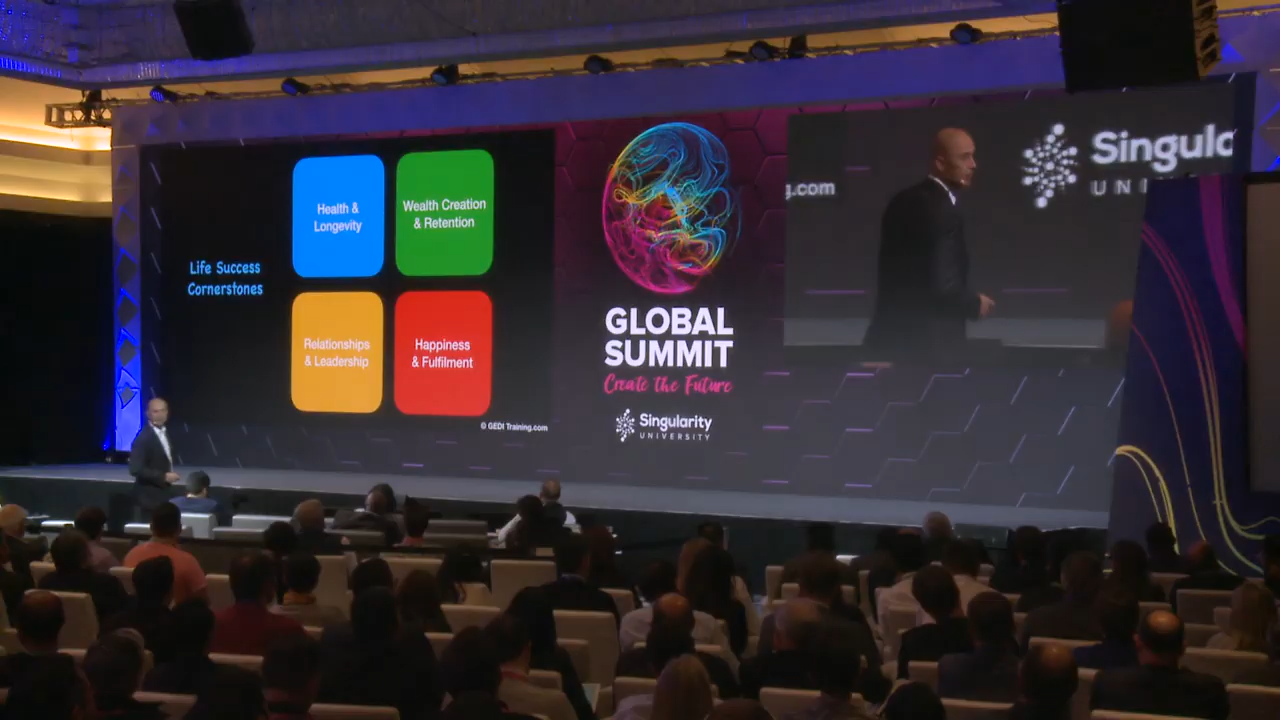 Life Success
Cornerstones
Health &
Longevity
Wealth Creation
& Retention
Relationships
& Leadership
Happiness
& Fulfilment
© GEDI Training.com
GLOBAL
SUMMIT
Create the Future
Singularity
UNIVERSITY
g.com
Singula
UNI